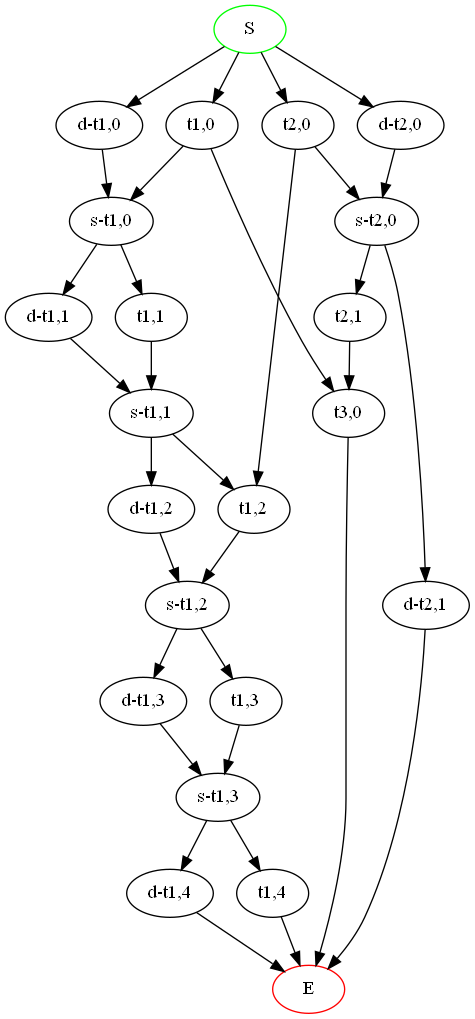 S
d-t1,0
t1,0
t2,0
d-t2,0
s-t1,0
s-t2,0
d-t1,1
t1,1
t2,1
s-t1,1
t3,0
d-t1,2
t1,2
s-t1,2
d-t2,1
d-t1,3
t1,3
s-t1,3
d-t1,4
t1,4
E